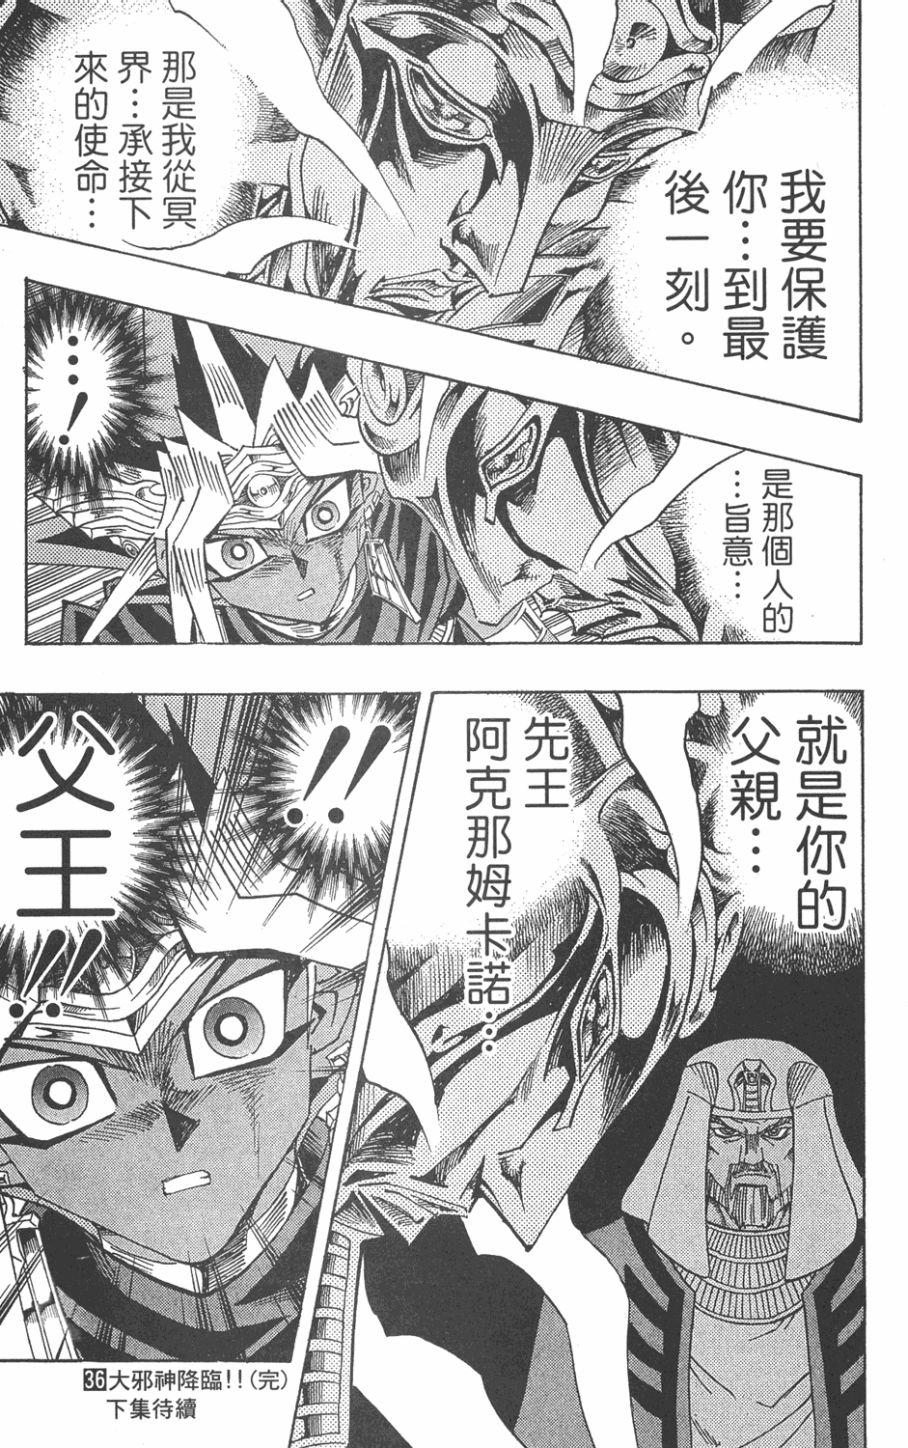 我要保護
你…到最
後一刻。
那是我從冥
界…承接下
來的使命…
是那個人的
…旨意…
…！
就是你的
父親…
先王
阿克那姆卡諾…
！！
父王！！！
36大邪神降臨！！(完)
下集待續